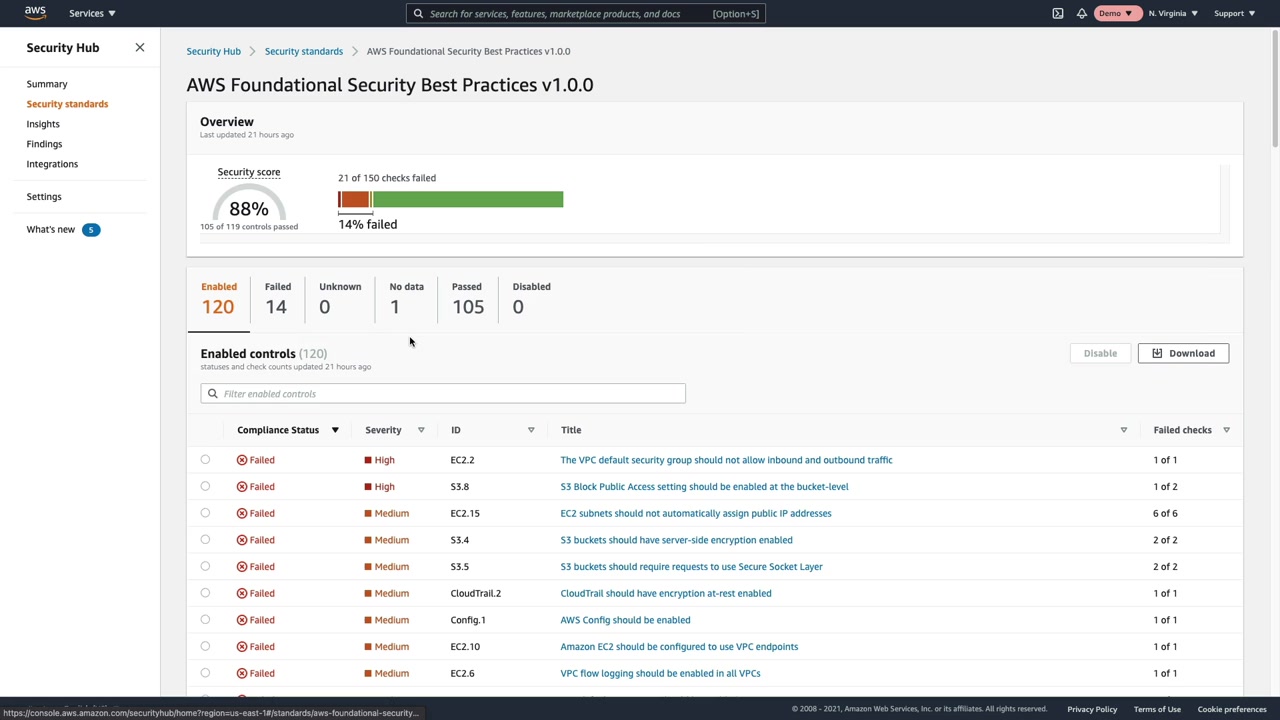 aws Services Search for services, features, marketplace products, and docs [Option+S] Demo N. Virginia Support
Security Hub
Summary
Security standards
Insights
Findings
Integrations
Settings
What's new 5
Security Hub Security standards AWS Foundational Security Best Practices v1.0.0
AWS Foundational Security Best Practices v1.0.0
Overview
Last updated 21 hours ago
Security score
88%
105 of 119 controls passed
21 of 150 checks failed
14% failed
Enabled Failed Unknown No data Passed Disabled
120 14 0 1 105 0
Enabled controls (120)
statuses and check counts updated 21 hours ago
Disable Download
Filter enabled controls
Compliance Status Severity ID Title Failed checks
Failed High EC2.2 The VPC default security group should not allow inbound and outbound traffic 1 of 1
Failed High S3.8 S3 Block Public Access setting should be enabled at the bucket-level 1 of 2
Failed Medium EC2.15 EC2 subnets should not automatically assign public IP addresses 6 of 6
Failed Medium S3.4 S3 buckets should have server-side encryption enabled 2 of 2
Failed Medium S3.5 S3 buckets should require requests to use Secure Socket Layer 2 of 2
Failed Medium CloudTrail.2 CloudTrail should have encryption at-rest enabled 1 of 1
Failed Medium Config.1 AWS Config should be enabled 1 of 1
Failed Medium EC2.10 Amazon EC2 should be configured to use VPC endpoints 1 of 1
Failed Medium EC2.6 VPC flow logging should be enabled in all VPCs 1 of 1
https://console.aws.amazon.com/securityhub/home?region=us-east-1#/standards/aws-foundational-security...
© 2008 - 2021, Amazon Web Services, Inc. or its affiliates. All rights reserved. Privacy Policy Terms of Use Cookie preferences